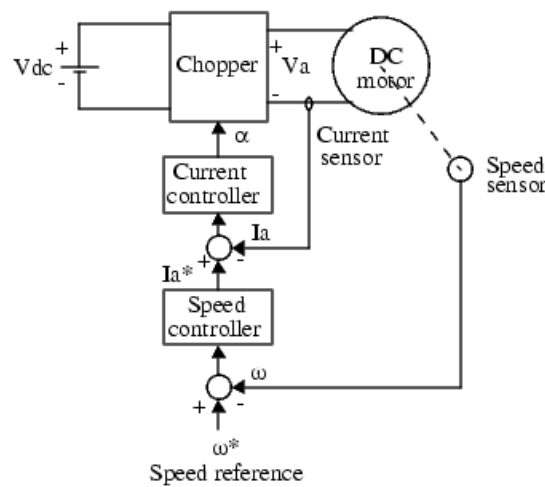 +
Vdc
-
Chopper
+
Va
-
DC
motor
α
Current
sensor
Current
controller
Speed
sensor
Ia
+
-
Ia*
Speed
controller
ω
+
-
ω*
Speed reference